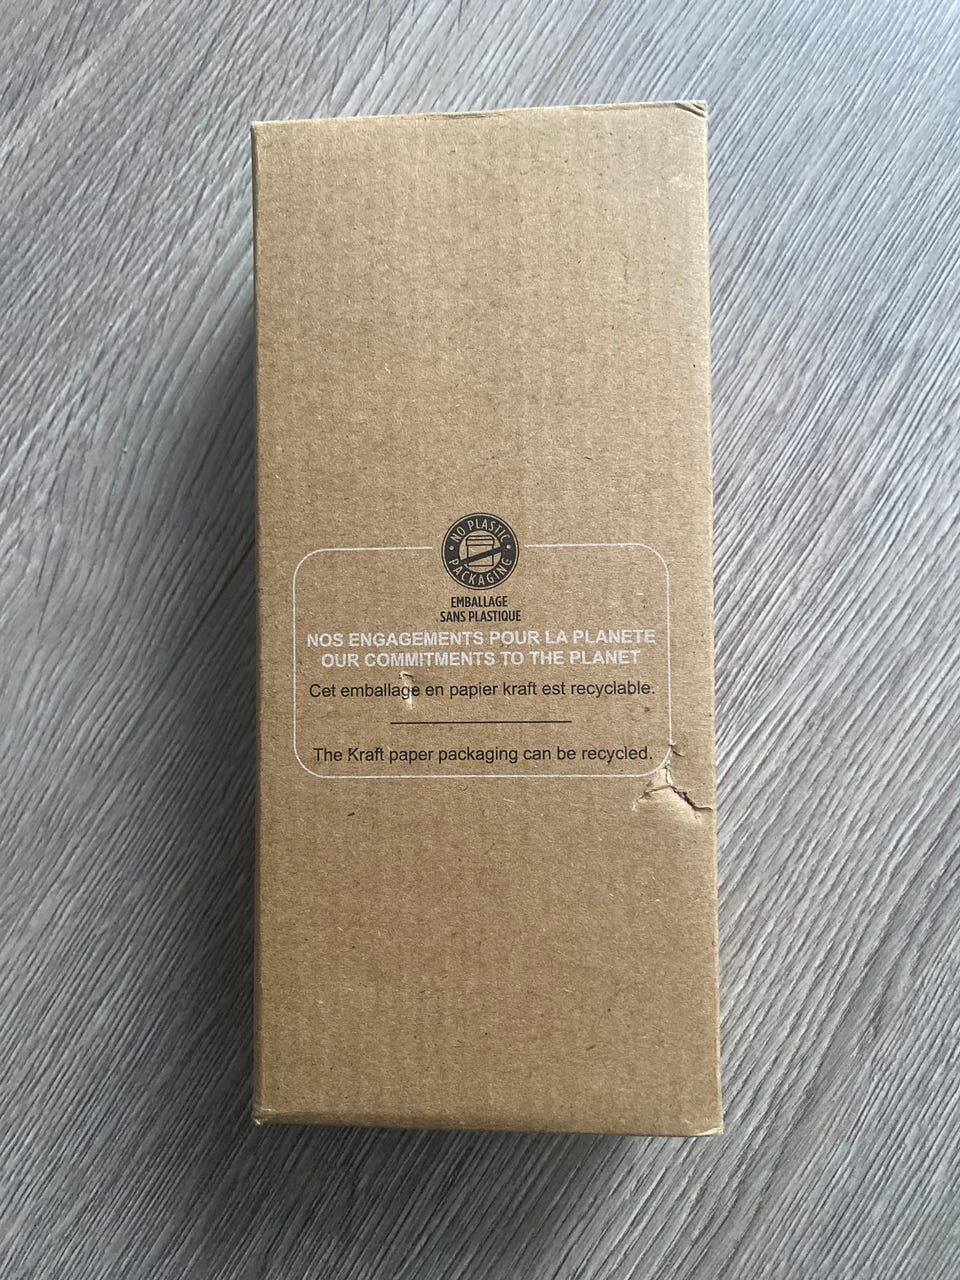 NO PLASTIC
PACKAGING
EMBALLAGE
SANS PLASTIQUE
NOS ENGAGEMENTS POUR LA PLANETE
OUR COMMITMENTS TO THE PLANET
Cet emballage en papier kraft est recyclable.
The Kraft paper packaging can be recycled.